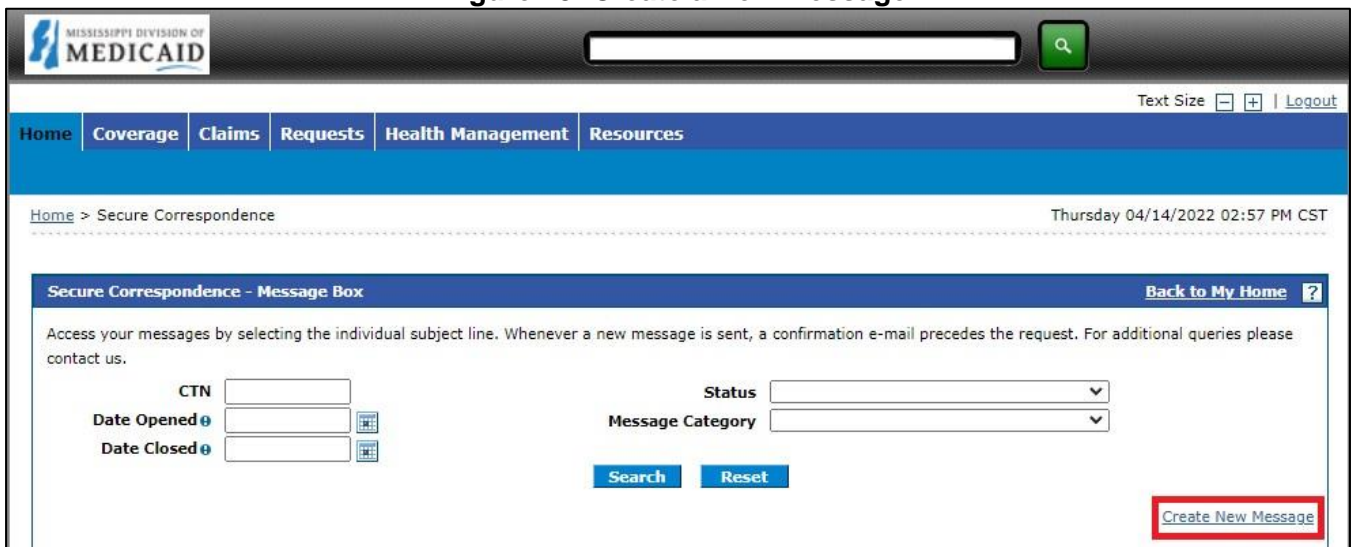 MISSISSIPPI DIVISION OF
MEDICAID
Text Size - + | Logout
Home Coverage Claims Requests Health Management Resources
Home > Secure Correspondence Thursday 04/14/2022 02:57 PM CST
Secure Correspondence - Message Box Back to My Home ?
Access your messages by selecting the individual subject line. Whenever a new message is sent, a confirmation e-mail precedes the request. For additional queries please
contact us.
CTN Status
Date Opened Message Category
Date Closed
Search Reset
Create New Message